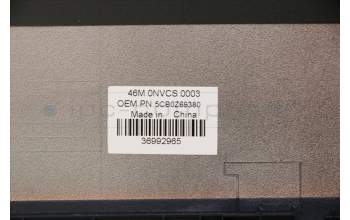 46M 0NVCS 0003
OEM PN 5CB0Z69380
Made in China
36992965